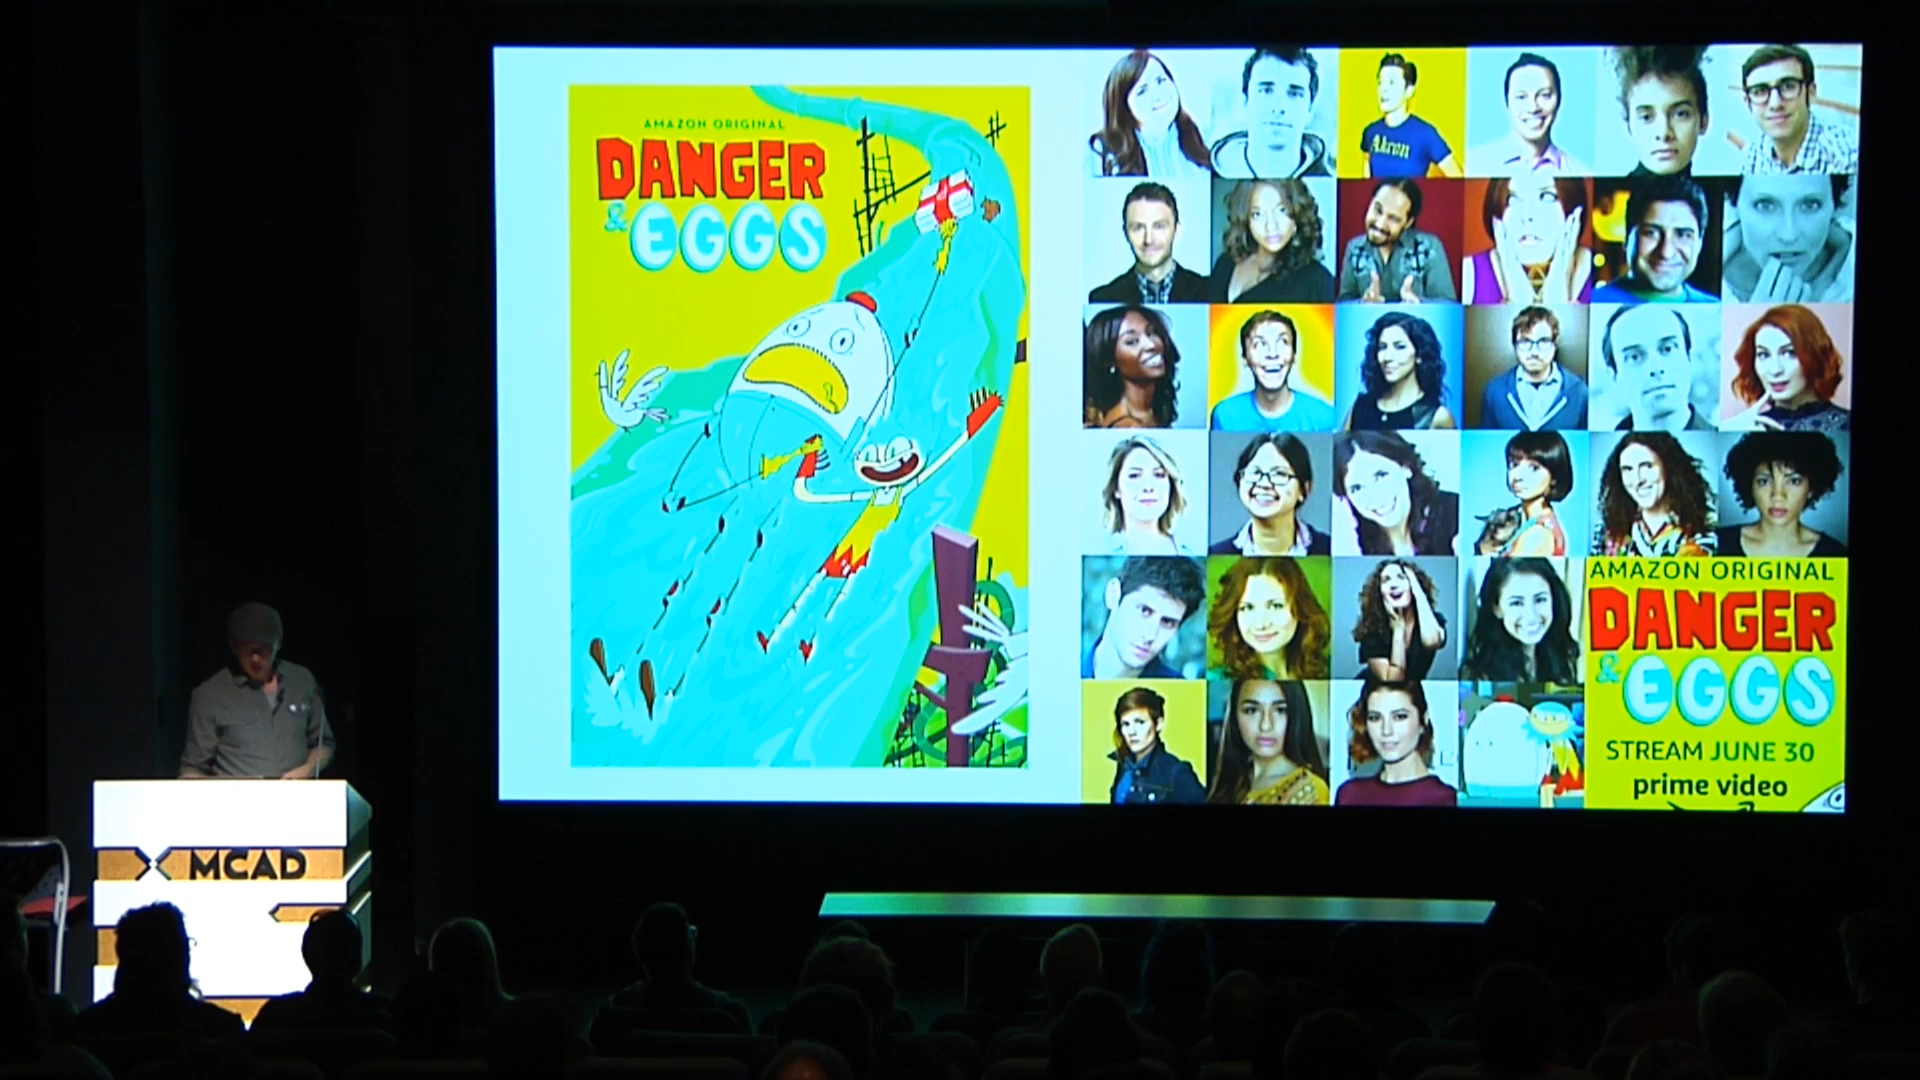 AMAZON ORIGINAL
DANGER
& EGGS
Akron
AMAZON ORIGINAL
DANGER
& EGGS
STREAM JUNE 30
prime video
MCAD